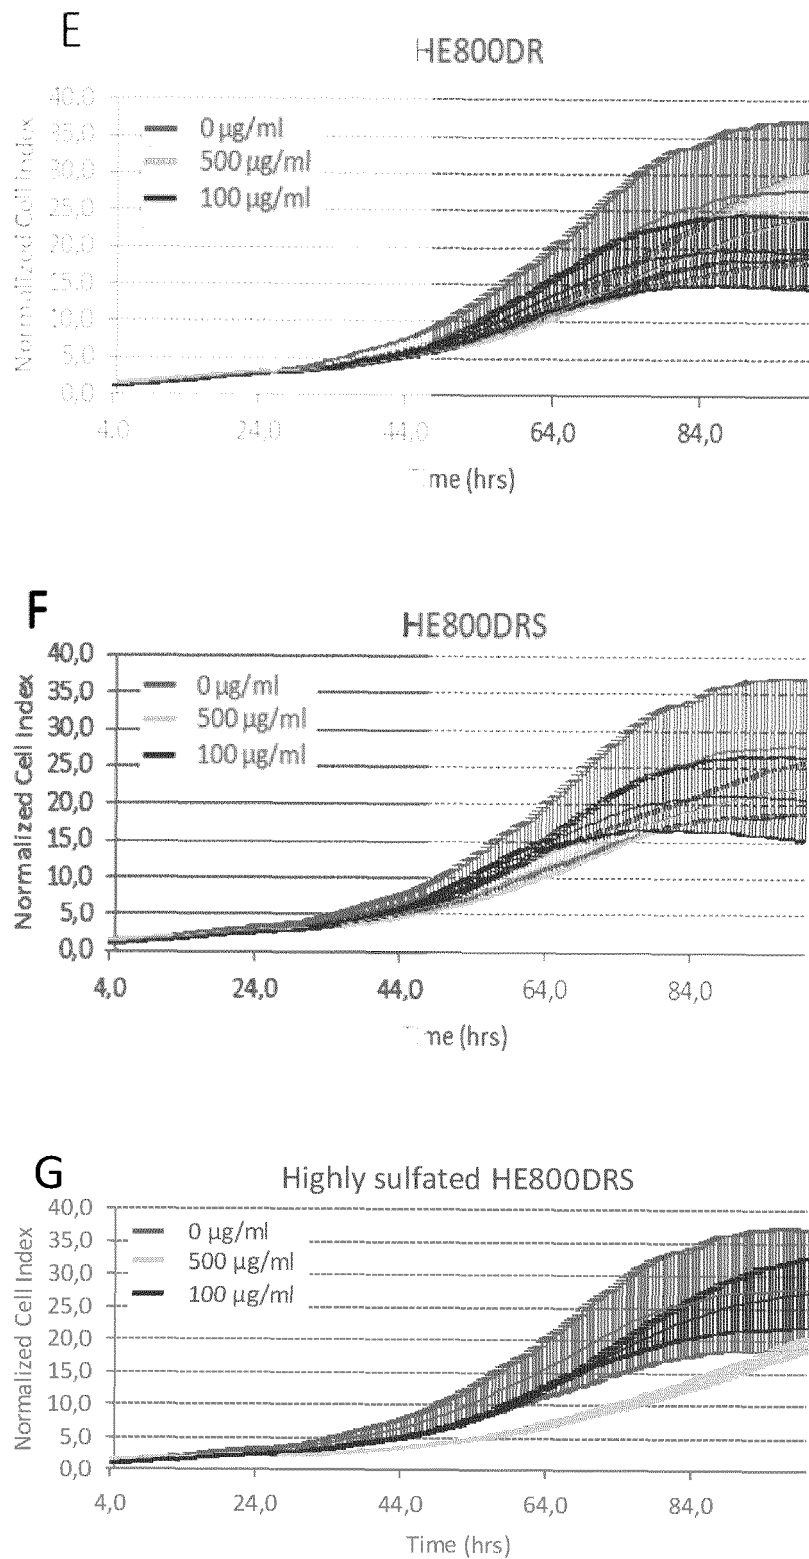 E
HE800DR
Normalized Cell Index
40.0
35.0
30.0
25.0
20.0
15.0
10.0
5.0
0,0
0 µg/ml
500 µg/ml
100 µg/ml
4,0 24,0 44,0 64,0 84,0
(hrs)
F
HE800DRS
Normalized Cell Index
40,0
35,0
30,0
25,0
20,0
15,0
10,0
5,0
0,0
0 µg/ml
500 µg/ml
100 µg/ml
4,0 24,0 44,0 64,0 84,0
(hrs)
G
Highly sulfated HE800DRS
Normalized Cell Index
40,0
35,0
30,0
25,0
20,0
15,0
10,0
5,0
0,0
0 µg/ml
500 µg/ml
100 µg/ml
4,0 24,0 44,0 64,0 84,0
Time (hrs)